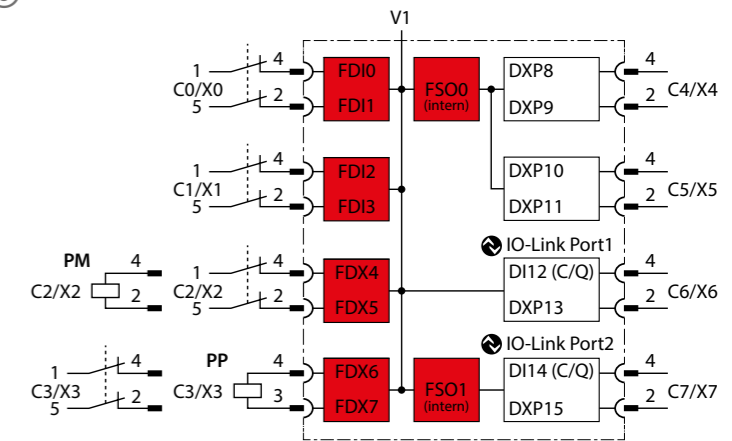 V1
1 4 FDI0 FSO0 (intern) DXP8 4
C0/X0 C4/X4
5 2 FDI1 DXP9 2
1 4 FDI2 DXP10 4
C1/X1 C5/X5
5 2 FDI3 DXP11 2
IO-Link Port1
PM 4 1 4 FDX4 DI12 (C/Q) 4
C2/X2 C2/X2 C6/X6
2 5 2 FDX5 DXP13 2
IO-Link Port2
1 4 PP 4 FDX6 FSO1 (intern) DI14 (C/Q) 4
C3/X3 C3/X3 C7/X7
5 2 3 FDX7 DXP15 2